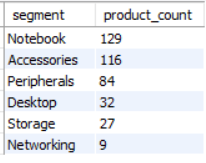 segment product_count
Notebook 129
Accessories 116
Peripherals 84
Desktop 32
Storage 27
Networking 9